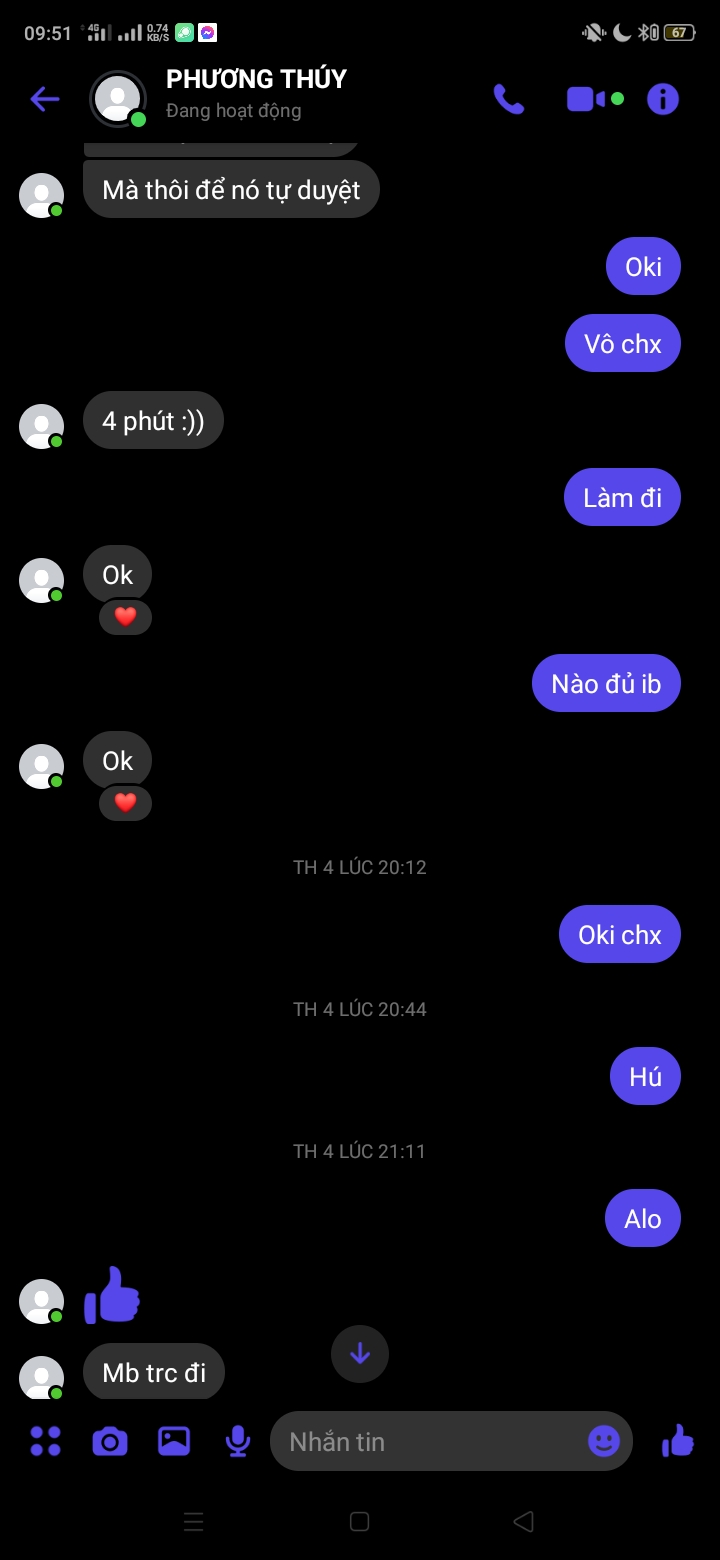 09:51 4G 0.74 KB/S 67
PHƯƠNG THÚY
Đang hoạt động
Mà thôi để nó tự duyệt
Oki
Vô chx
4 phút :))
Làm đi
Ok
Nào đủ ib
Ok
TH 4 LÚC 20:12
Oki chx
TH 4 LÚC 20:44
Hú
TH 4 LÚC 21:11
Alo
Mb trc đi
Nhắn tin